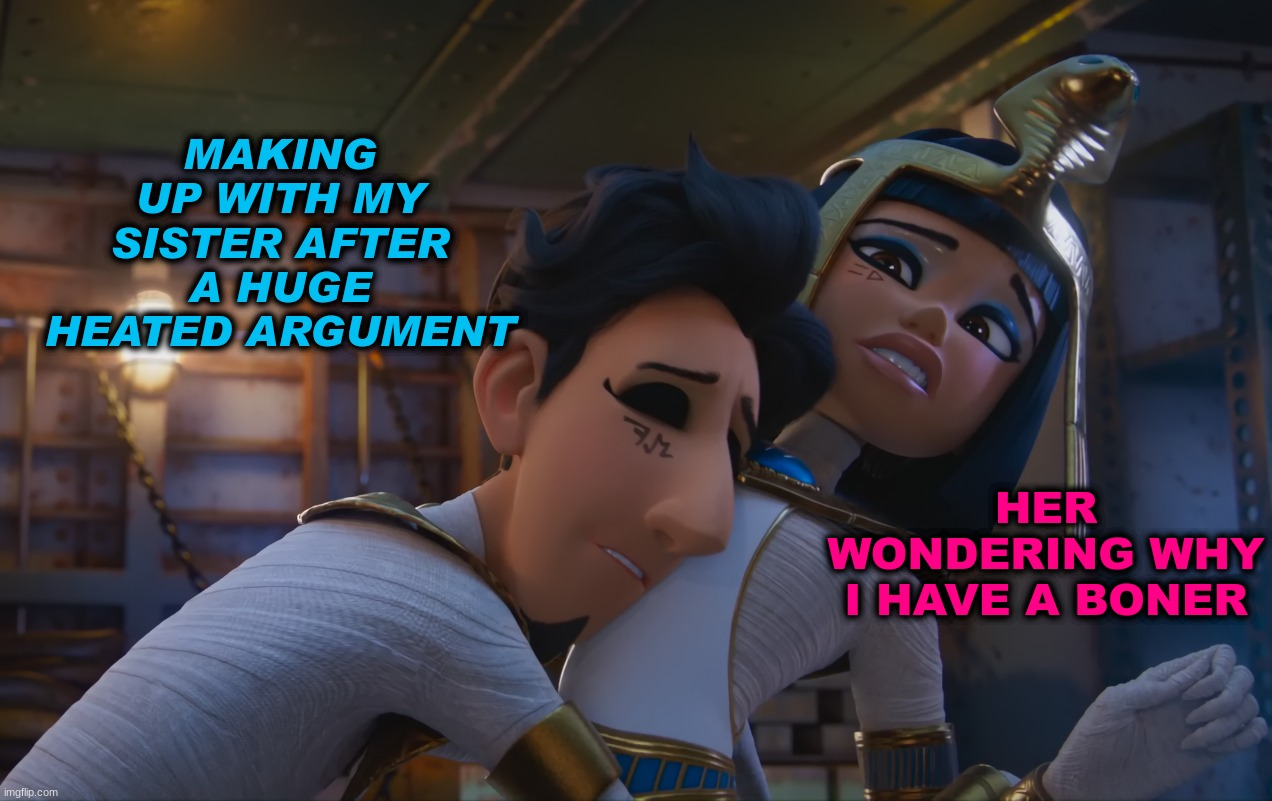 MAKING
UP WITH MY
SISTER AFTER
A HUGE
HEATED ARGUMENT
HER
WONDERING WHY
I HAVE A BONER
imgflip.com